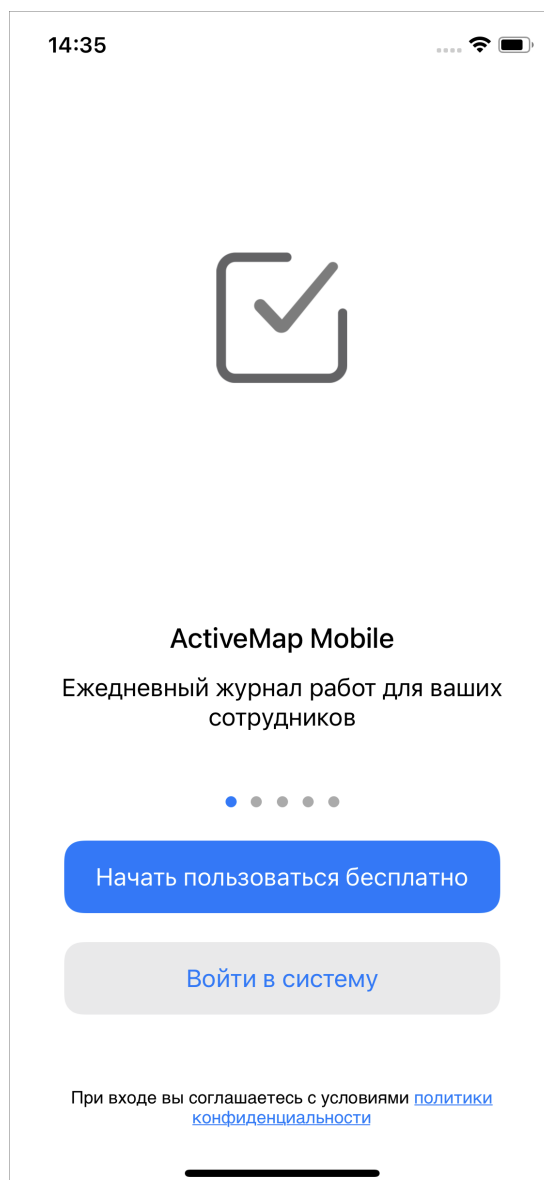 14:35
ActiveMap Mobile
Ежедневный журнал работ для ваших
сотрудников
Начать пользоваться бесплатно
Войти в систему
При входе вы соглашаетесь с условиями политики
конфиденциальности